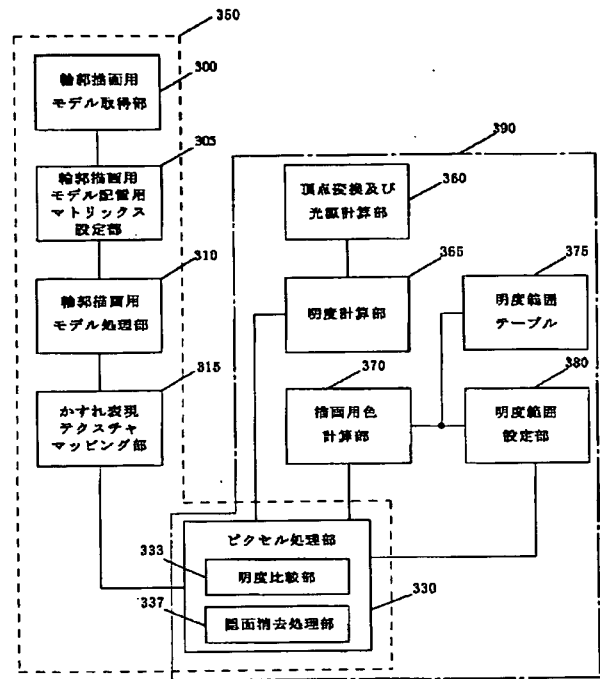 350
300
輪郭描画用
モデル取得部
305
輪郭描画用
モデル配置用
マトリックス
設定部
310
輪郭描画用
モデル処理部
315
かすれ表現
テクスチャ
マッピング部
390
頂点変換及び
光源計算部
360
365
明度計算部
375
明度範囲
テーブル
370
描画用色
計算部
380
明度範囲
設定部
ピクセル処理部
333
明度比較部
330
337
隠面消去処理部